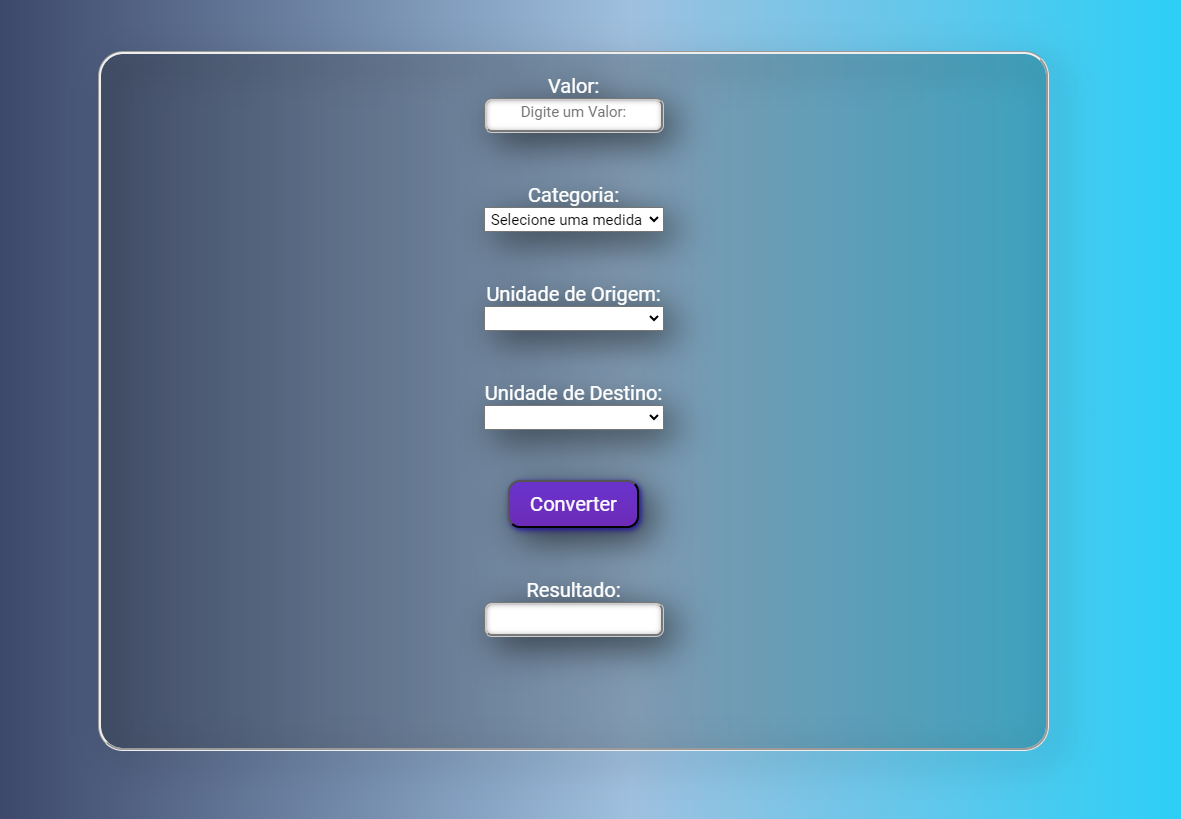 Valor:
Digite um Valor:
Categoria:
Selecione uma medida
Unidade de Origem:
Unidade de Destino:
Converter
Resultado: